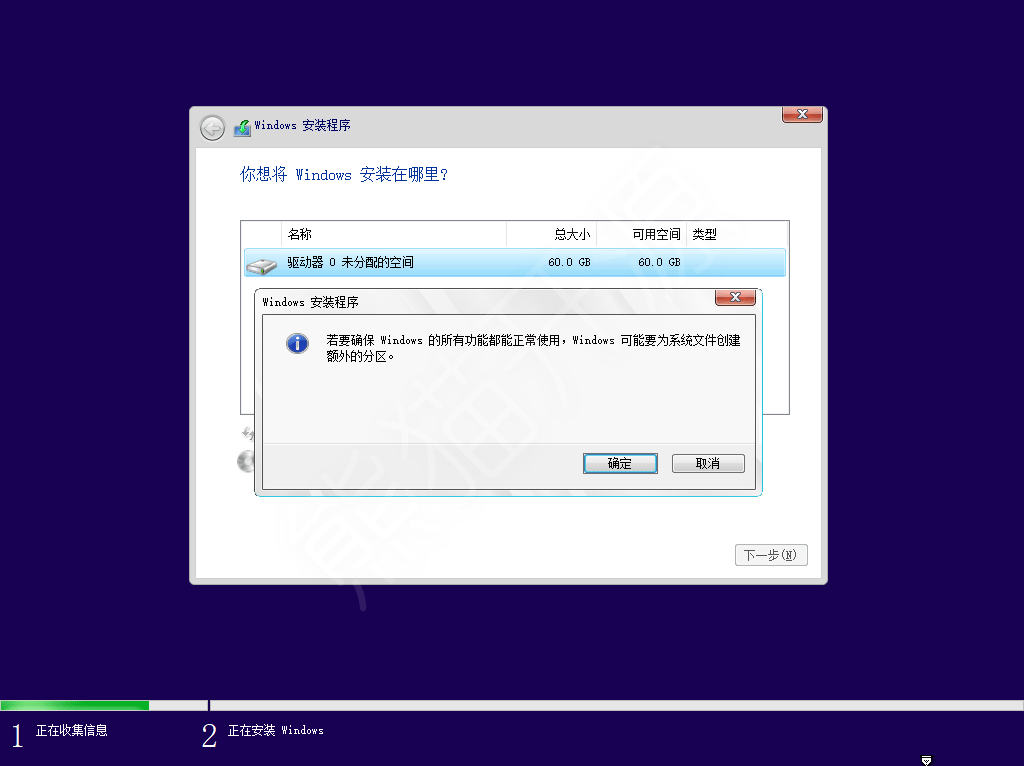 Windows 安装程序
你想将 Windows 安装在哪里?
名称 总大小 可用空间 类型
驱动器 0 未分配的空间 60.0 GB 60.0 GB
Windows 安装程序
若要确保 Windows 的所有功能都能正常使用，Windows 可能要为系统文件创建
额外的分区。
确定 取消
下一步(N)
1 正在收集信息 2 正在安装 Windows